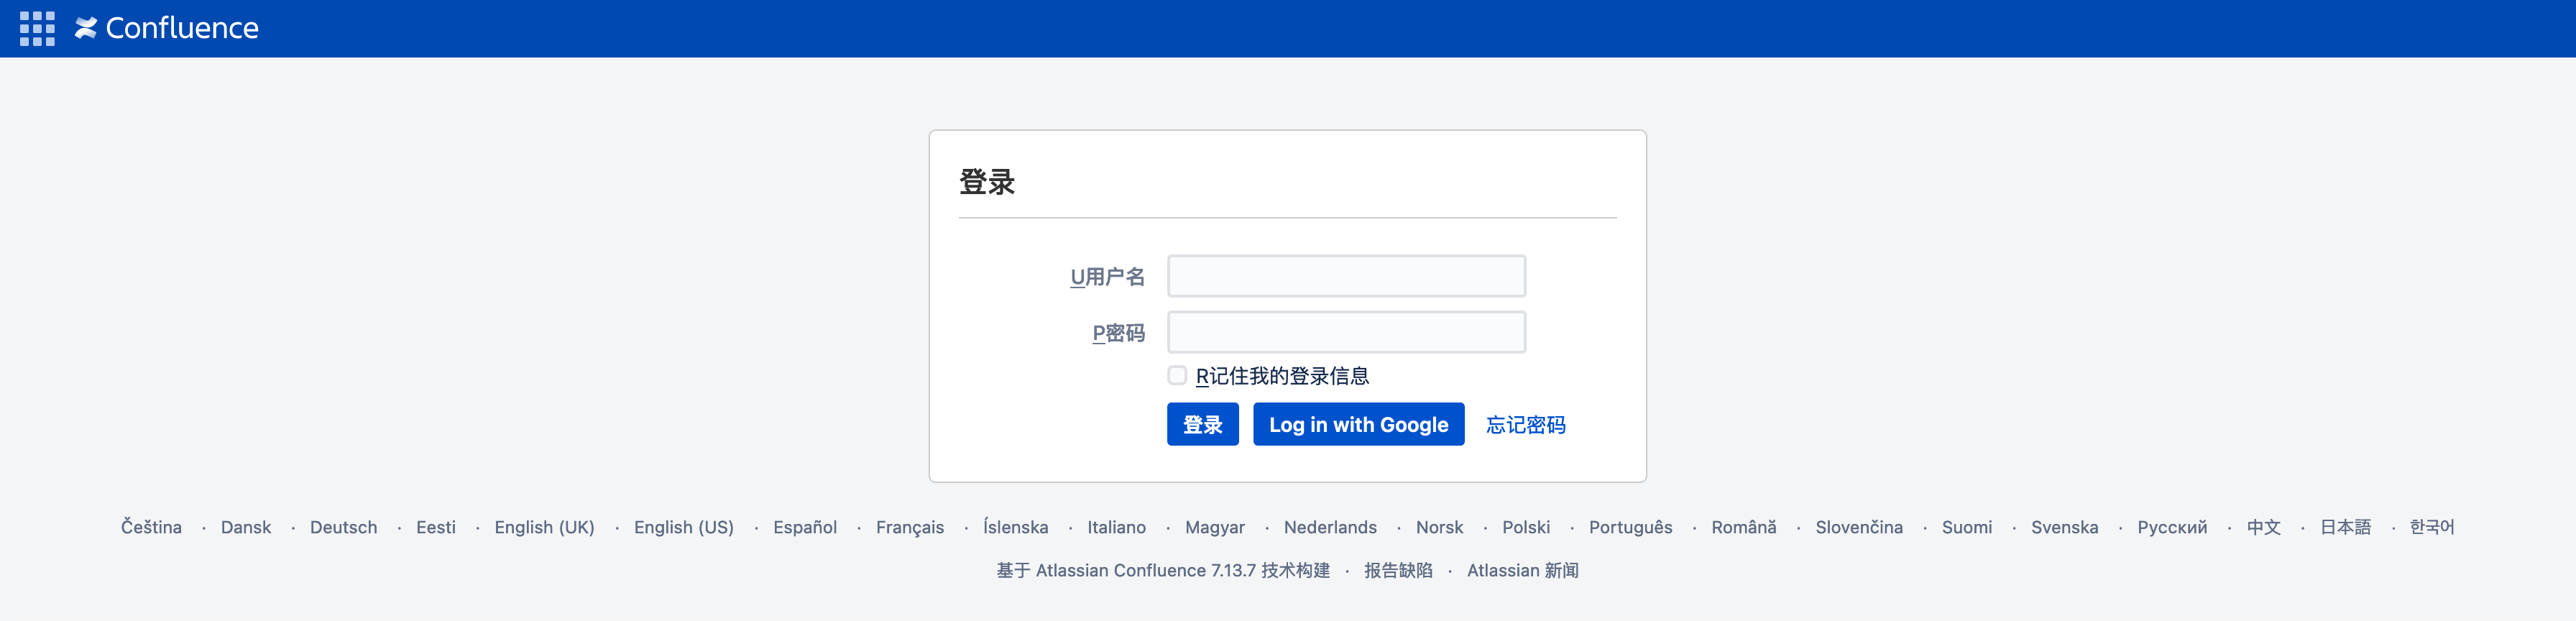 Confluence
登录
U用户名
P密码
R记住我的登录信息
登录 Log in with Google 忘记密码
Čeština · Dansk · Deutsch · Eesti · English (UK) · English (US) · Español · Français · Íslenska · Italiano · Magyar · Nederlands · Norsk · Polski · Português · Română · Slovenčina · Suomi · Svenska · Русский · 中文 · 日本語 · 한국어
基于 Atlassian Confluence 7.13.7 技术构建 · 报告缺陷 · Atlassian 新闻